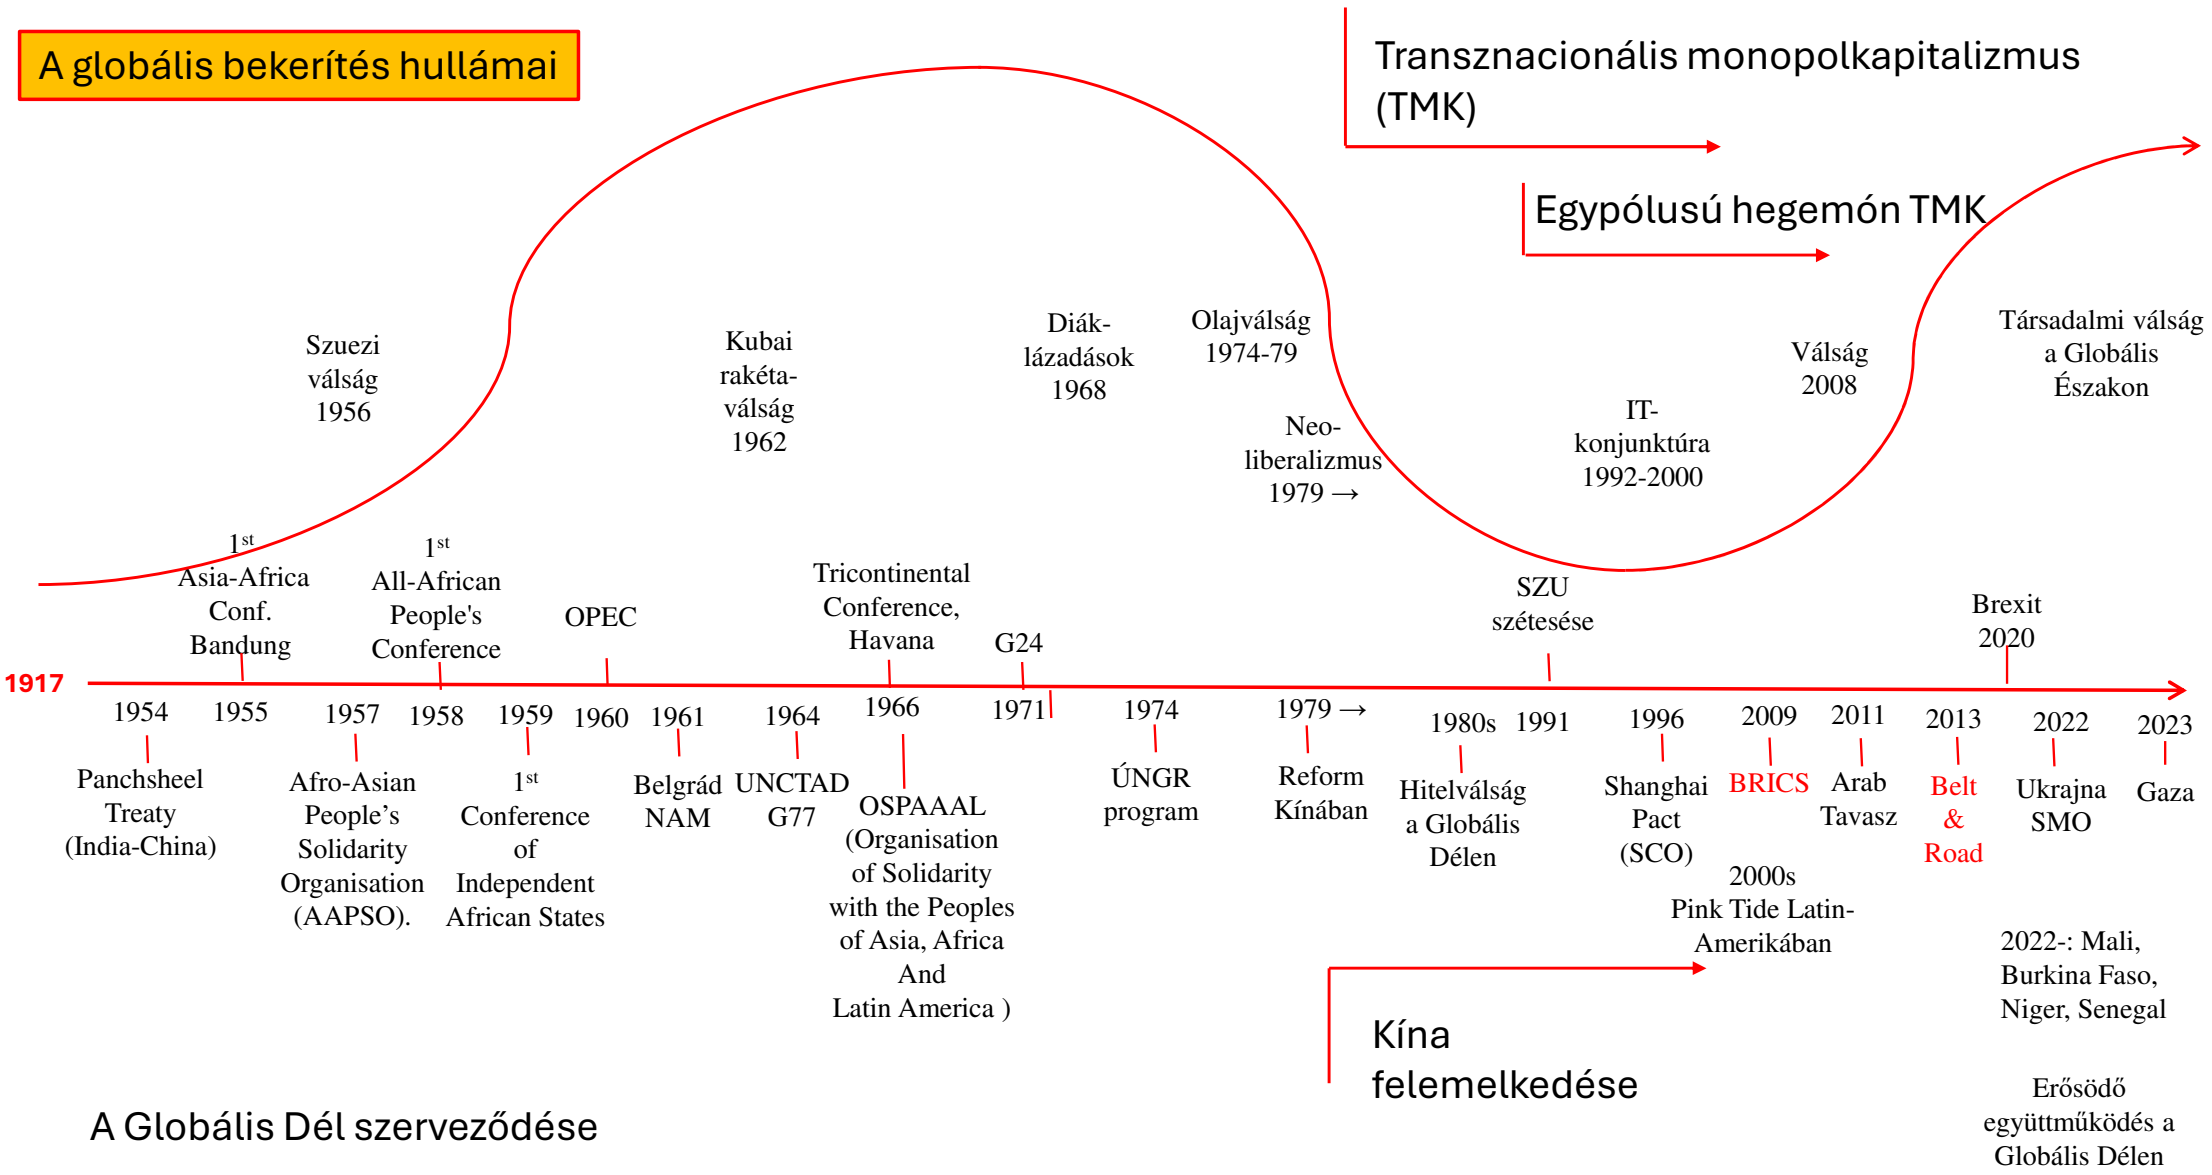 A globális bekerítés hullámai
Transznacionális monopolkapitalizmus
(TMK)
Egypólusú hegemón TMK
Szuezi
válság
1956
Kubai
rakéta-
válság
1962
Diák-
lázadások
1968
Olajválság
1974-79
Neo-
liberalizmus
1979 →
IT-
konjunktúra
1992-2000
Válság
2008
Társadalmi válság
a Globális
Északon
1st
Asia-Africa
Conf.
Bandung
1st
All-African
People's
Conference
OPEC
Tricontinental
Conference,
Havana
G24
SZU
szétesése
Brexit
2020
1917
1954
1955
1957
1958
1959
1960
1961
1964
1966
1971
1974
1979 →
1980s
1991
1996
2009
2011
2013
2022
2023
Panchsheel
Treaty
(India-China)
Afro-Asian
People’s
Solidarity
Organisation
(AAPSO).
1st
Conference
of
Independent
African States
Belgrád
NAM
UNCTAD
G77
OSPAAAL
(Organisation
of Solidarity
with the Peoples
of Asia, Africa
And
Latin America )
ÚNGR
program
Reform
Kínában
Hitelválság
a Globális
Délen
Shanghai
Pact
(SCO)
BRICS
Arab
Tavasz
Belt
&
Road
Ukrajna
SMO
Gaza
2000s
Pink Tide Latin-
Amerikában
2022-: Mali,
Burkina Faso,
Niger, Senegal
Kína
felemelkedése
Erősödő
együttműködés a
Globális Délen
A Globális Dél szerveződése